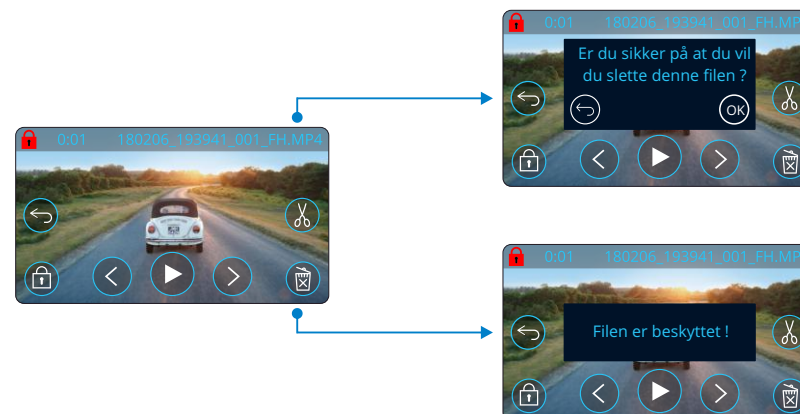 0:01 180206_193941_001_FH.MP4
0:01 180206_193941_001_FH.MP
Er du sikker på at du vil
du slette denne filen ?
OK
0:01 180206_193941_001_FH.MP
Filen er beskyttet !